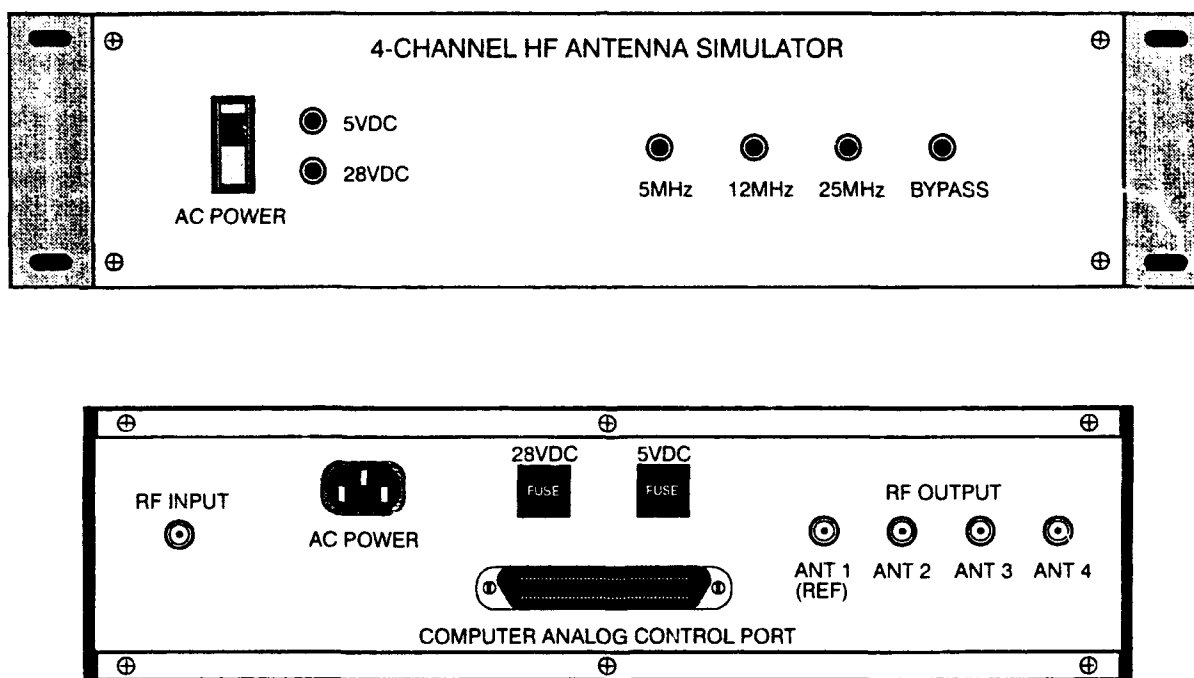 4-CHANNEL HF ANTENNA SIMULATOR
5VDC
28VDC
AC POWER
5MHz 12MHz 25MHz BYPASS
28VDC 5VDC
FUSE FUSE
RF INPUT
AC POWER
RF OUTPUT
ANT 1 ANT 2 ANT 3 ANT 4
(REF)
COMPUTER ANALOG CONTROL PORT